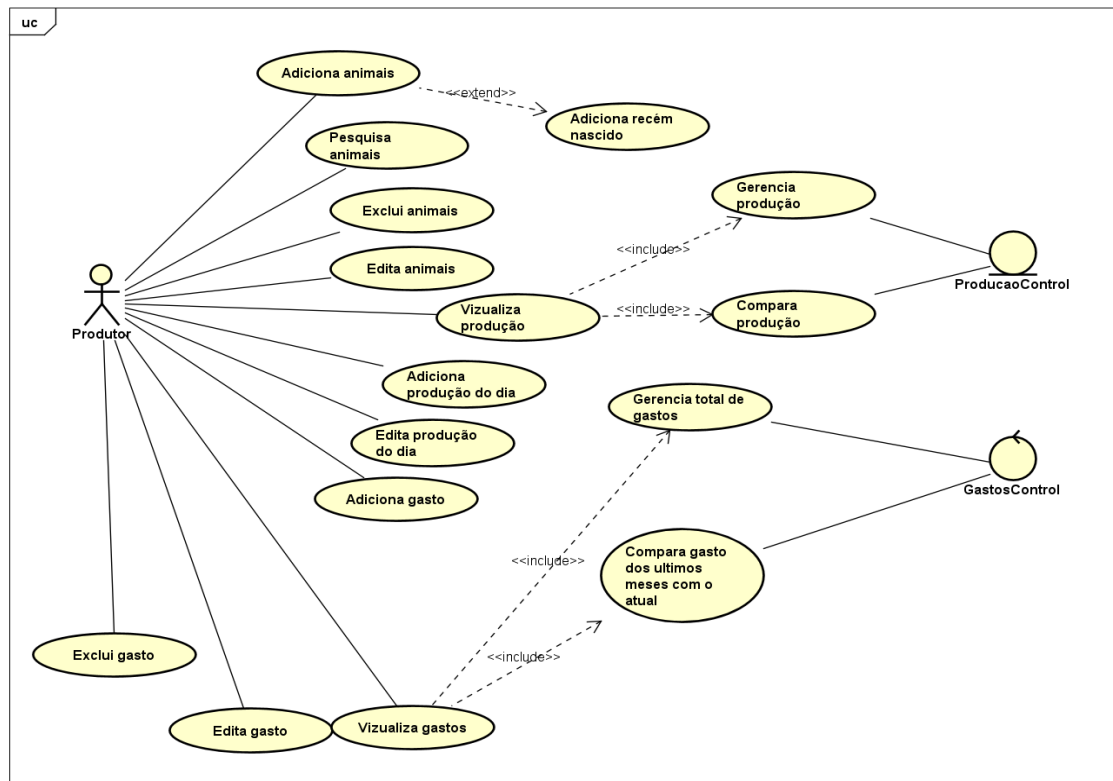 uc
Adiciona animais
<<extend>>
Adiciona recém
nascido
Pesquisa
animais
Exclui animais
Edita animais
Vizualiza
produção
<<include>>
<<include>>
Gerencia
produção
Compara
produção
ProducaoControl
Produtor
Adiciona
produção do dia
Edita produção
do dia
Adiciona gasto
Gerencia total de
gastos
GastosControl
<<include>>
Compara gasto
dos ultimos
meses com o
atual
<<include>>
Exclui gasto
Edita gasto
Vizualiza gastos